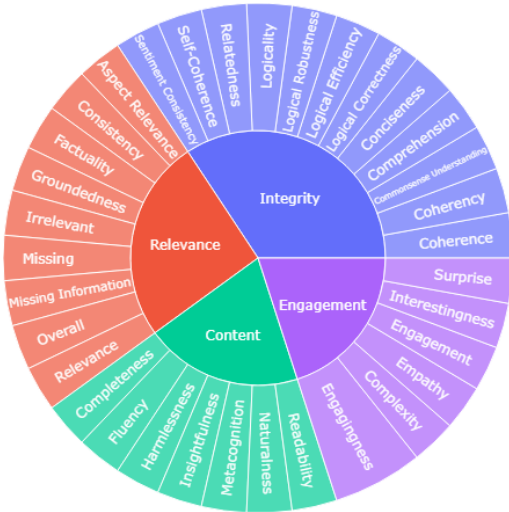 Integrity
Relevance
Content
Engagement
Sentiment Consistency
Self-Coherence
Relatedness
Logicality
Logical Robustness
Logical Efficiency
Logical Correctness
Conciseness
Comprehension
Commonsense Understanding
Coherency
Coherence
Surprise
Interestingness
Engagement
Empathy
Complexity
Engagingness
Readability
Naturalness
Metacognition
Insightfulness
Harmlessness
Fluency
Completeness
Relevance
Overall
Missing Information
Missing
Irrelevant
Groundedness
Factuality
Consistency
Aspect Relevance